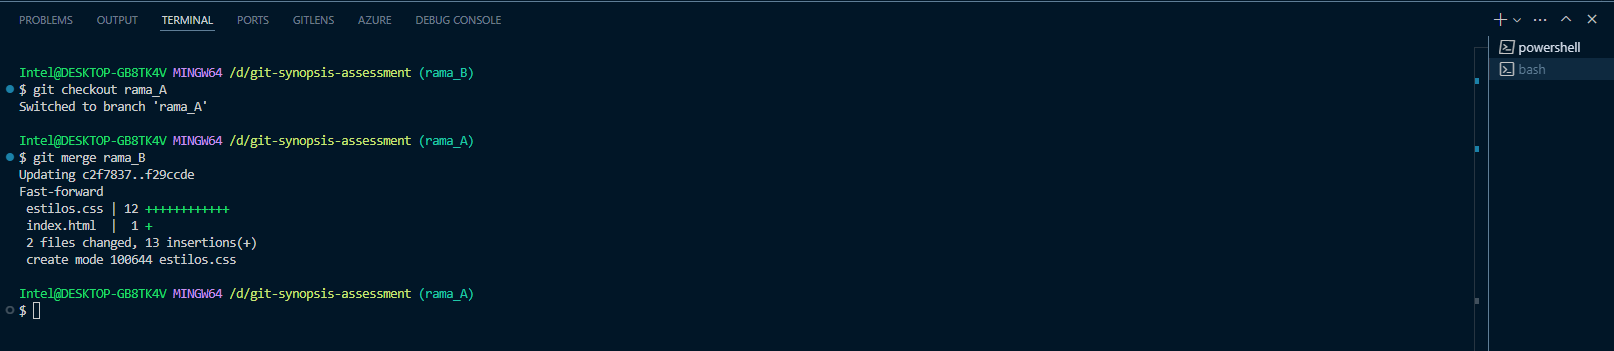 PROBLEMS OUTPUT TERMINAL PORTS GITLENS AZURE DEBUG CONSOLE
powershell
bash
Intel@DESKTOP-GB8TK4V MINGW64 /d/git-synopsis-assessment (rama_B)
$ git checkout rama_A
Switched to branch 'rama_A'
Intel@DESKTOP-GB8TK4V MINGW64 /d/git-synopsis-assessment (rama_A)
$ git merge rama_B
Updating c2f7837..f29ccde
Fast-forward
estilos.css | 12 ++++++++++++
index.html | 1 +
2 files changed, 13 insertions(+)
create mode 100644 estilos.css
Intel@DESKTOP-GB8TK4V MINGW64 /d/git-synopsis-assessment (rama_A)
$